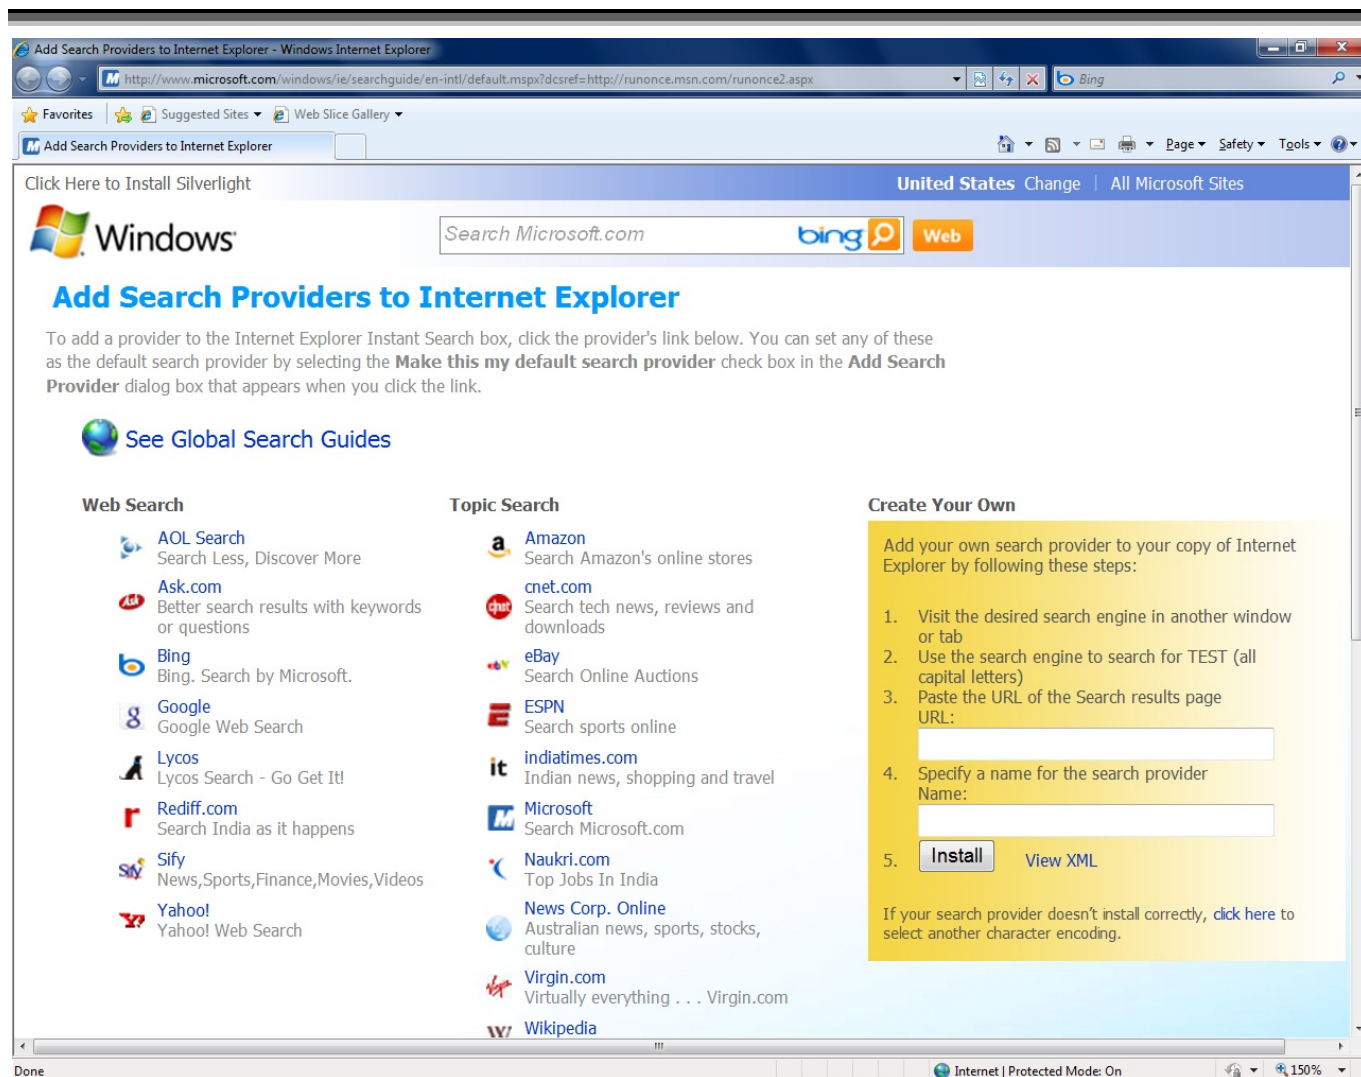 Add Search Providers to Internet Explorer - Windows Internet Explorer
http://www.microsoft.com/windows/ie/searchguide/en-intl/default.mspx?dcsref=http://runonce.msn.com/runonce2.aspx
Bing
Favorites
Suggested Sites
Web Slice Gallery
Add Search Providers to Internet Explorer
Page
Safety
Tools
Click Here to Install Silverlight
United States Change | All Microsoft Sites
Windows
Search Microsoft.com
bing
Web
Add Search Providers to Internet Explorer
To add a provider to the Internet Explorer Instant Search box, click the provider's link below. You can set any of these
as the default search provider by selecting the Make this my default search provider check box in the Add Search
Provider dialog box that appears when you click the link.
See Global Search Guides
Web Search
AOL Search
Search Less, Discover More
Ask.com
Better search results with keywords
or questions
Bing
Bing. Search by Microsoft.
Google
Google Web Search
Lycos
Lycos Search - Go Get It!
Rediff.com
Search India as it happens
Sify
News,Sports,Finance,Movies,Videos
Yahoo!
Yahoo! Web Search
Topic Search
Amazon
Search Amazon's online stores
cnet.com
Search tech news, reviews and
downloads
eBay
Search Online Auctions
ESPN
Search sports online
indiatimes.com
Indian news, shopping and travel
Microsoft
Search Microsoft.com
Naukri.com
Top Jobs In India
News Corp. Online
Australian news, sports, stocks,
culture
Virgin.com
Virtually everything . . . Virgin.com
Wikipedia
Create Your Own
Add your own search provider to your copy of Internet
Explorer by following these steps:
1. Visit the desired search engine in another window
or tab
2. Use the search engine to search for TEST (all
capital letters)
3. Paste the URL of the Search results page
URL:
4. Specify a name for the search provider
Name:
5. Install View XML
If your search provider doesn't install correctly, click here to
select another character encoding.
Done
Internet | Protected Mode: On
150%